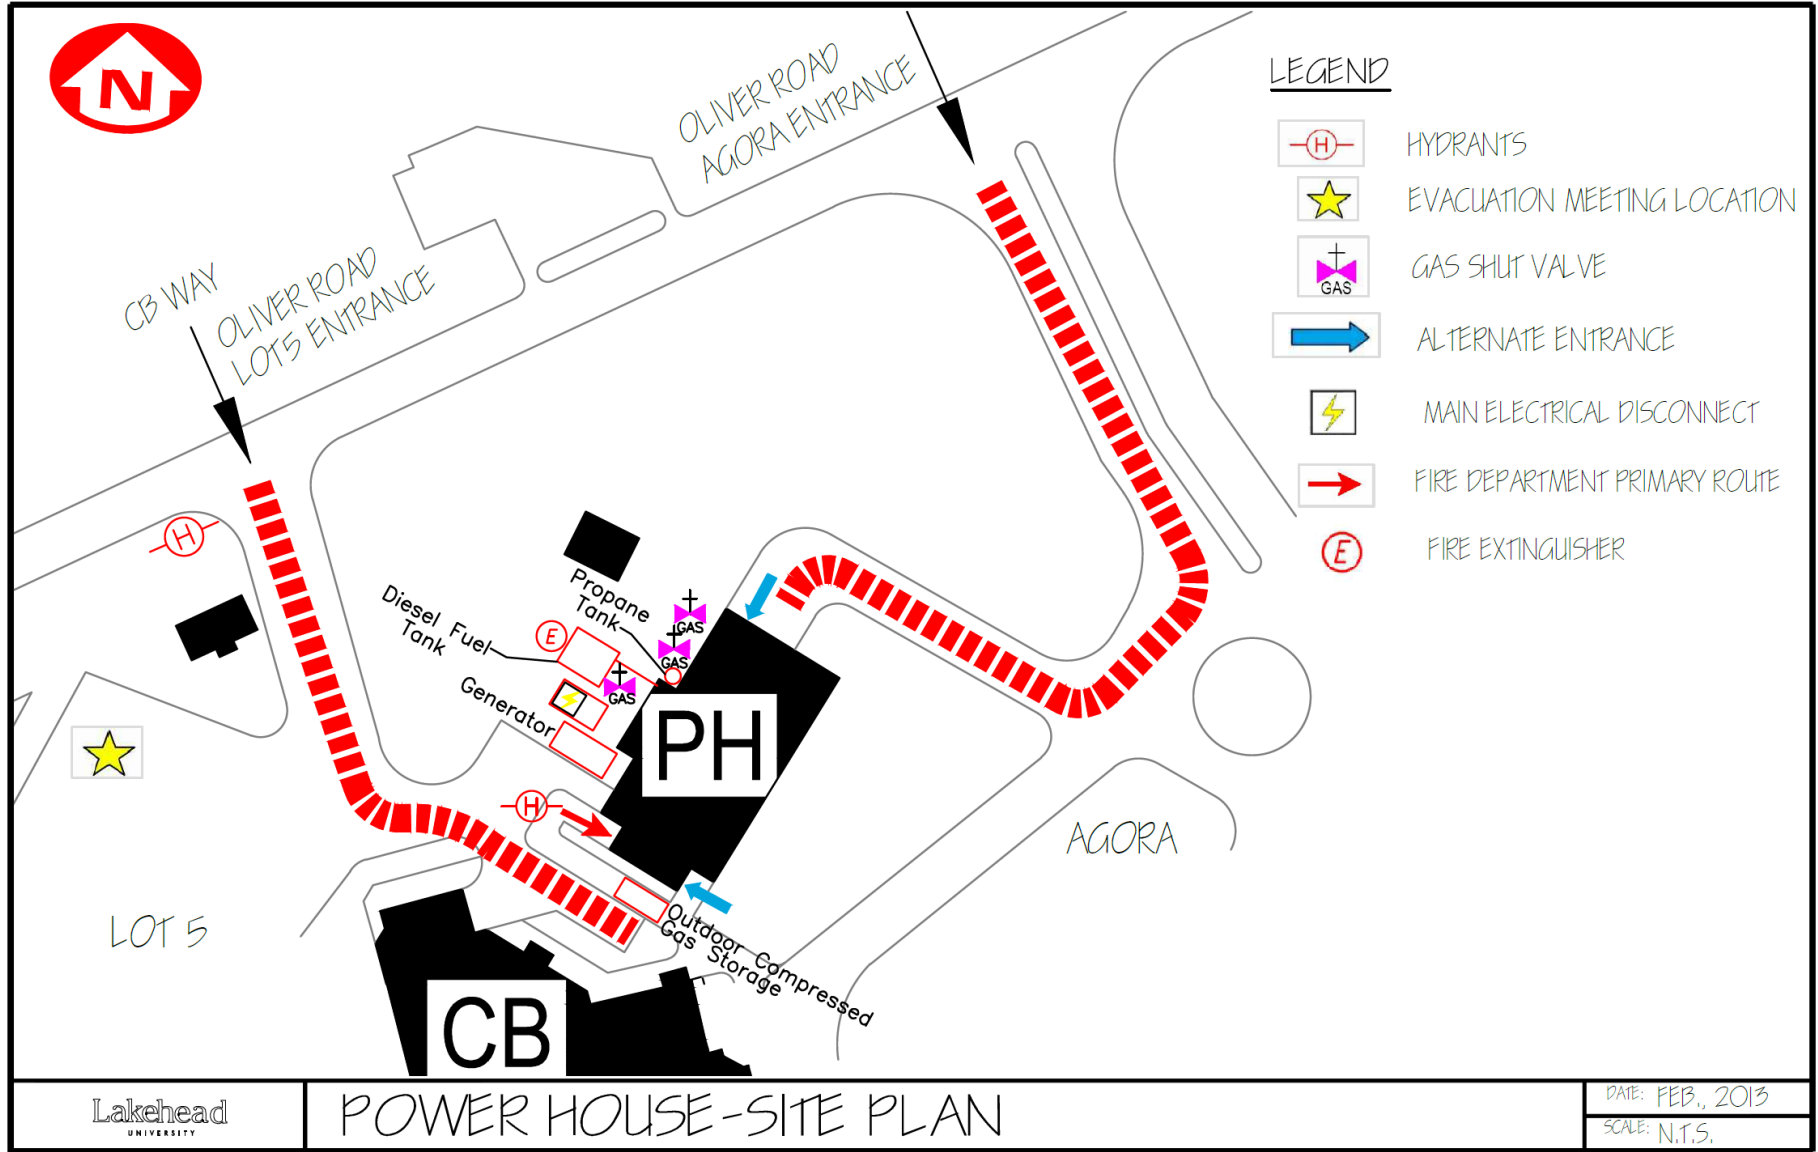 N
OLIVER ROAD
AGORA ENTRANCE
CB WAY
OLIVER ROAD
LOT5 ENTRANCE
LEGEND
H
HYDRANTS
EVACUATION MEETING LOCATION
GAS
GAS SHUT VALVE
ALTERNATE ENTRANCE
MAIN ELECTRICAL DISCONNECT
FIRE DEPARTMENT PRIMARY ROUTE
E
FIRE EXTINGUISHER
H
Propane
Tank
Diesel Fuel
Tank
E
GAS
GAS
GAS
Generator
PH
H
AGORA
LOT 5
Outdoor Compressed
Gas Storage
CB
Lakehead
UNIVERSITY
POWER HOUSE-SITE PLAN
DATE: FEB., 2013
SCALE: N.T.S.